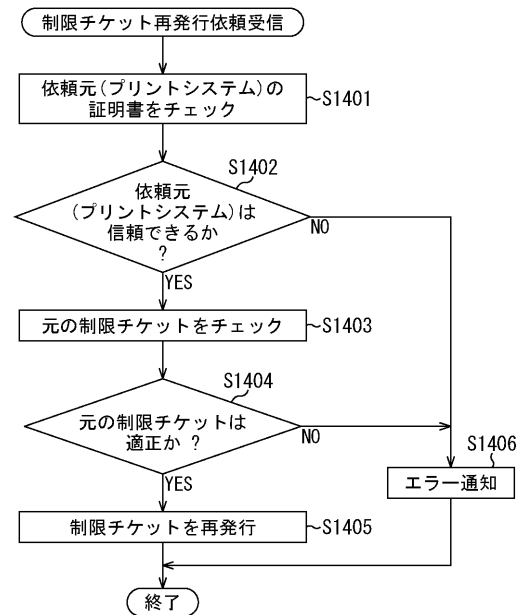 制限チケット再発行依頼受信
依頼元(プリントシステム)の
証明書をチェック
S1401
S1402
依頼元
(プリントシステム)は
信頼できるか
?
NO
YES
元の制限チケットをチェック
S1403
S1404
元の制限チケットは
適正か ?
NO
YES
S1406
エラー通知
制限チケットを再発行
S1405
終了